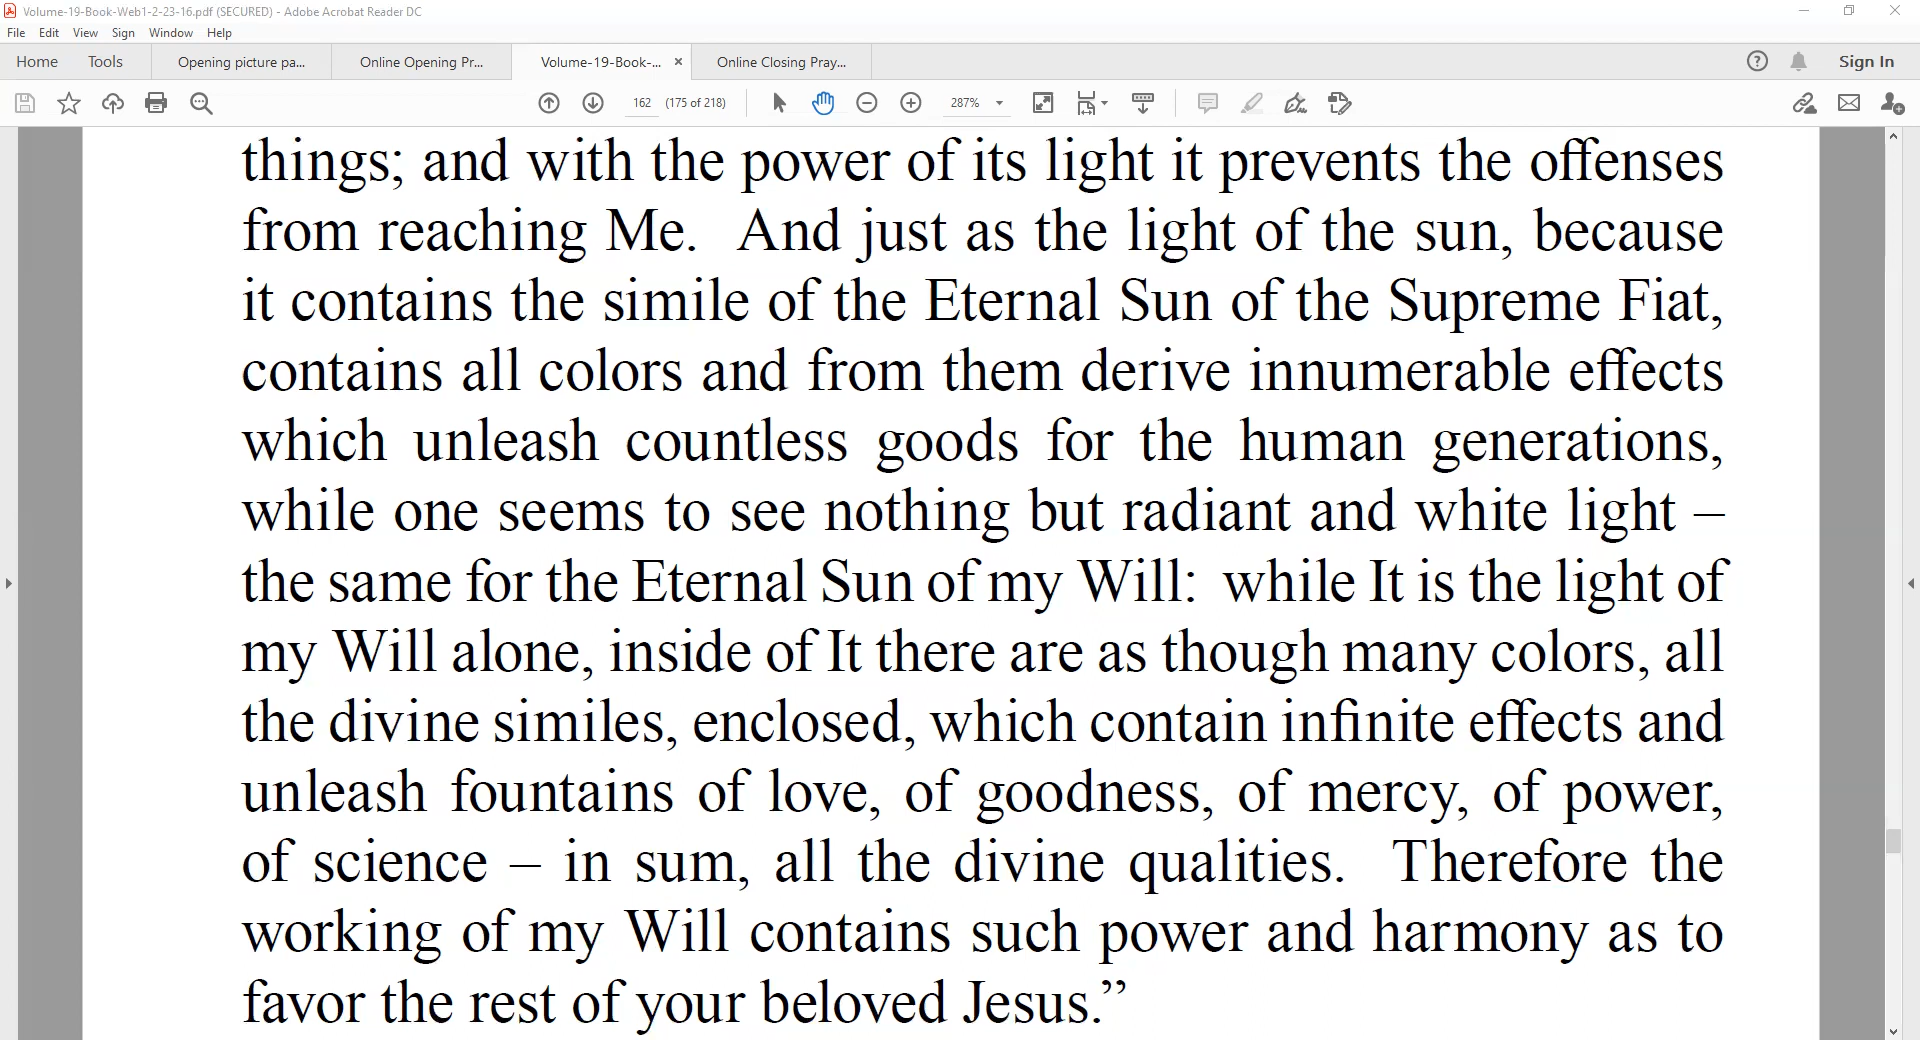 Volume-19-Book-Web1-2-23-16.pdf (SECURED) - Adobe Acrobat Reader DC
File Edit View Sign Window Help
Home Tools Opening picture pa... Online Opening Pr... Volume-19-Book-... × Online Closing Pray... Sign In
162 (175 of 218) 287%
things; and with the power of its light it prevents the offenses
from reaching Me. And just as the light of the sun, because
it contains the simile of the Eternal Sun of the Supreme Fiat,
contains all colors and from them derive innumerable effects
which unleash countless goods for the human generations,
while one seems to see nothing but radiant and white light –
the same for the Eternal Sun of my Will: while It is the light of
my Will alone, inside of It there are as though many colors, all
the divine similes, enclosed, which contain infinite effects and
unleash fountains of love, of goodness, of mercy, of power,
of science – in sum, all the divine qualities. Therefore the
working of my Will contains such power and harmony as to
favor the rest of your beloved Jesus.”